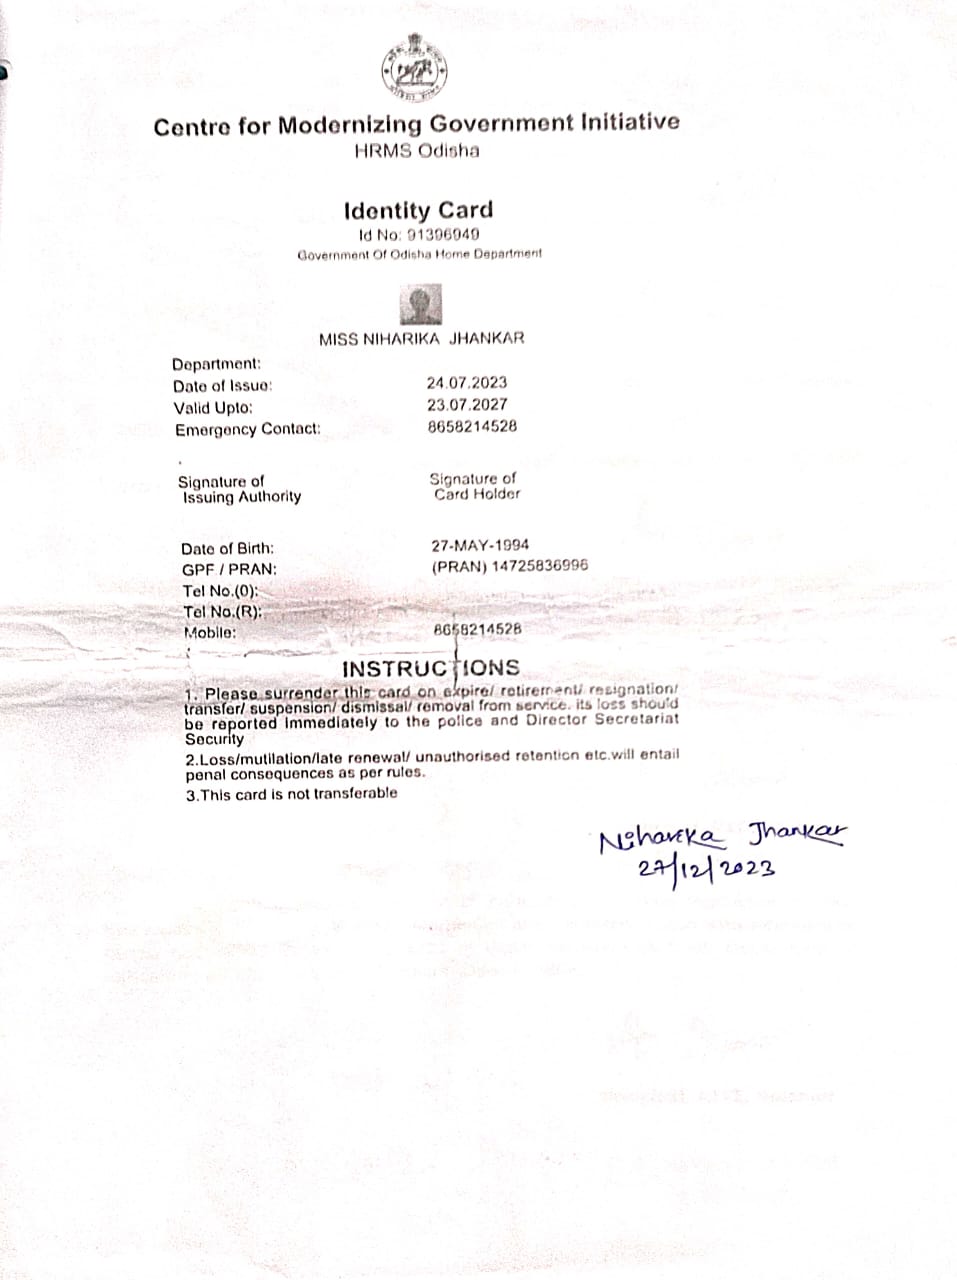 Centre for Modernizing Government Initiative
HRMS Odisha
Identity Card
Id No: 91396949
Government Of Odisha Home Department
MISS NIHARIKA JHANKAR
Department:
Date of Issue: 24.07.2023
Valid Upto: 23.07.2027
Emergency Contact: 8658214528
Signature of Signature of
Issuing Authority Card Holder
Date of Birth: 27-MAY-1994
GPF / PRAN: (PRAN) 14725836996
Tel No.(0):
Tel No.(R):
Mobile: 8658214528
INSTRUCTIONS
1. Please surrender this card on expire/ retirement/ resignation/
transfer/ suspension/ dismissal/ removal from service. its loss should
be reported immediately to the police and Director Secretariat
Security
2.Loss/mutilation/late renewal/ unauthorised retention etc.will entail
penal consequences as per rules.
3.This card is not transferable
Niharika Jhankar
27/12/2023